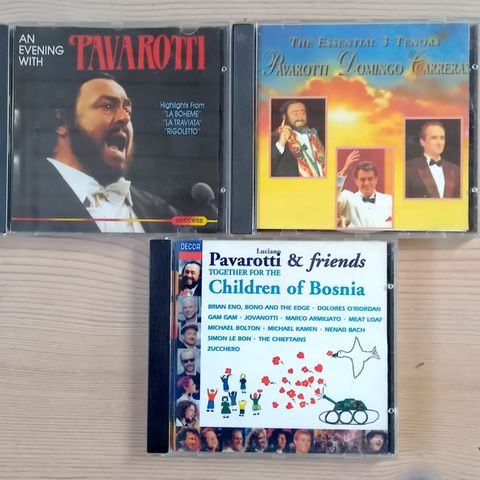 AN
EVENING
WITH
PAVAROTTI
Highlights From
"LA BOHEME"
"LA TRAVIATA"
"RIGOLETTO"
success
THE ESSENTIAL 3 TENORS
PAVAROTTI DOMINGO CARRERAS
DECCA
Luciano
Pavarotti & friends
TOGETHER FOR THE
Children of Bosnia
BRIAN ENO, BONO AND THE EDGE · DOLORES O'RIORDAN
GAM GAM · JOVANOTTI · MARCO ARMILIATO · MEAT LOAF
MICHAEL BOLTON · MICHAEL KAMEN · NENAD BACH
SIMON LE BON · THE CHIEFTAINS
ZUCCHERO